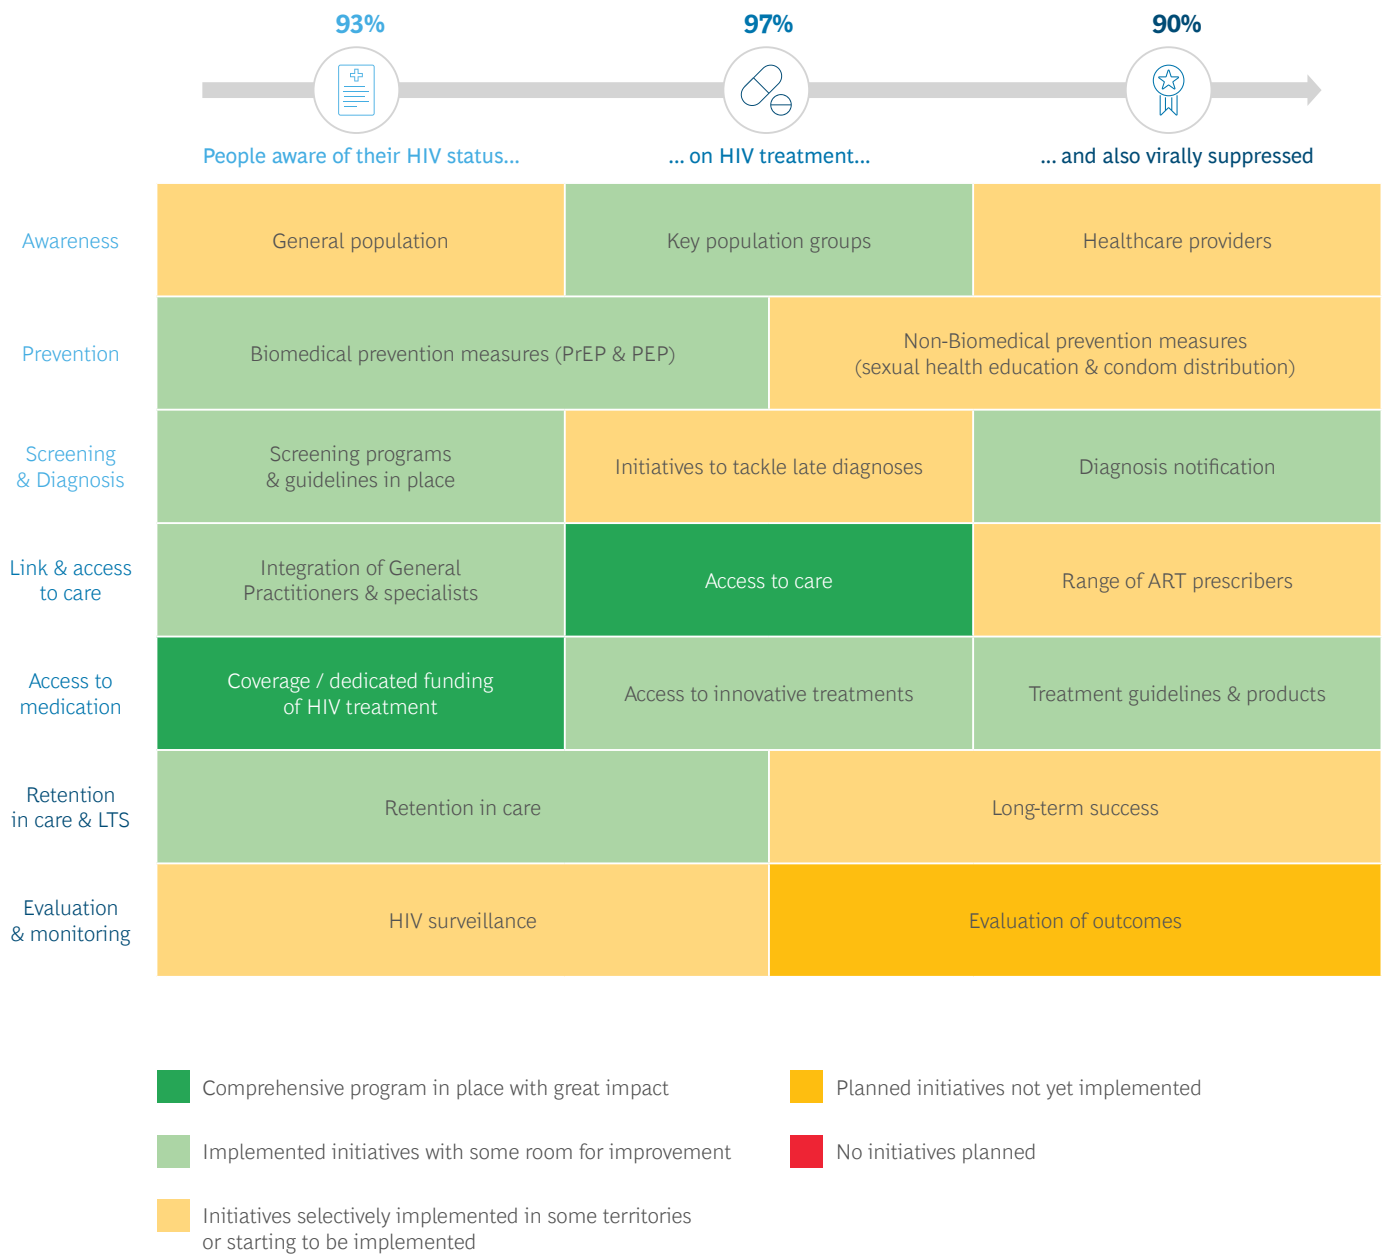 93%
97%
90%
People aware of their HIV status...
... on HIV treatment...
... and also virally suppressed
Awareness
General population
Key population groups
Healthcare providers
Prevention
Biomedical prevention measures (PrEP & PEP)
Non-Biomedical prevention measures
(sexual health education & condom distribution)
Screening
& Diagnosis
Screening programs
& guidelines in place
Initiatives to tackle late diagnoses
Diagnosis notification
Link & access
to care
Integration of General
Practitioners & specialists
Access to care
Range of ART prescribers
Access to
medication
Coverage / dedicated funding
of HIV treatment
Access to innovative treatments
Treatment guidelines & products
Retention
in care & LTS
Retention in care
Long-term success
Evaluation
& monitoring
HIV surveillance
Evaluation of outcomes
Comprehensive program in place with great impact
Implemented initiatives with some room for improvement
Initiatives selectively implemented in some territories
or starting to be implemented
Planned initiatives not yet implemented
No initiatives planned